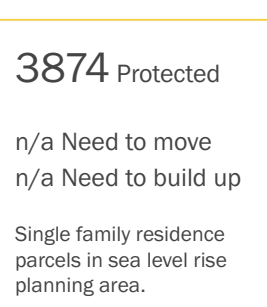 3874 Protected
n/a Need to move
n/a Need to build up
Single family residence
parcels in sea level rise
planning area.